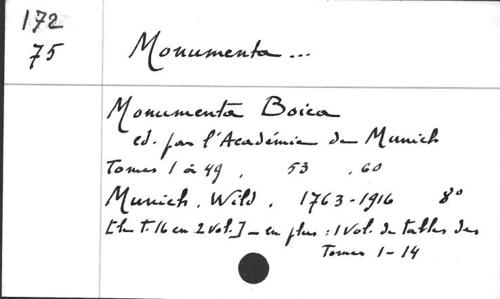 172
75
Monumenta ...
Monumenta Boica
ed. par l'Académie de Munich
Tomes 1 à 49, 53, 60
Munich, Wild, 1763-1916 8°
[le T. 16 en 2 vol.] - en plus : 1 vol. de tables des
Tomes 1-14